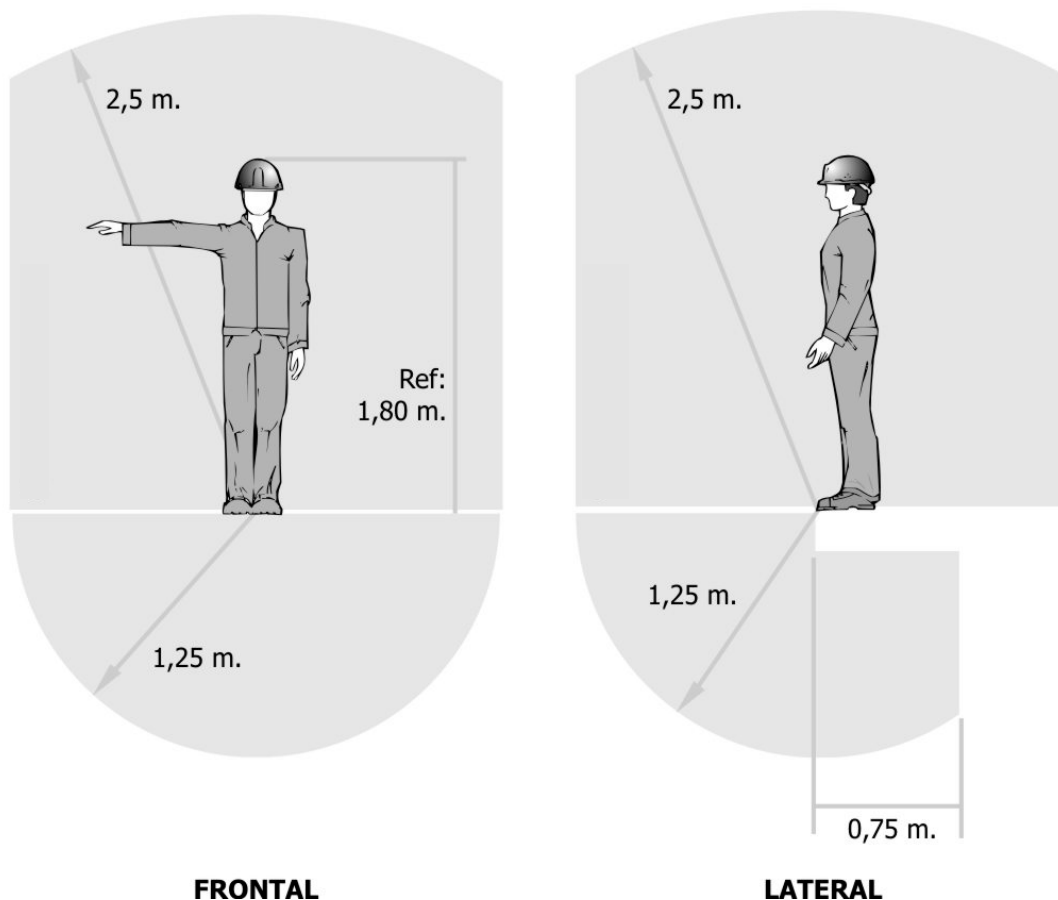 2,5 m.
Ref:
1,80 m.
1,25 m.
FRONTAL
2,5 m.
1,25 m.
0,75 m.
LATERAL